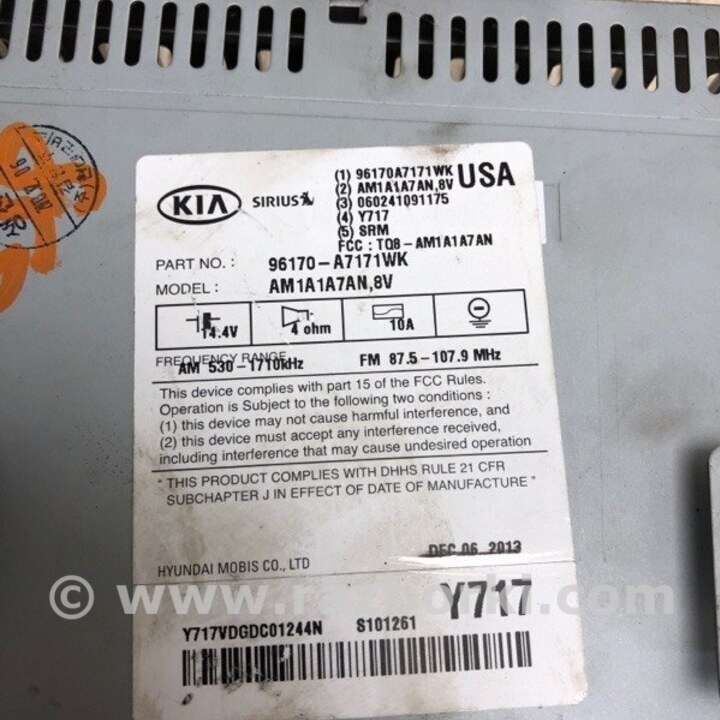 KIA SIRIUS
(1) 96170A7171WK USA
(2) AM1A1A7AN,8V
(3) 060241091175
(4) Y717
(5) SRM
FCC : TQ8-AM1A1A7AN
PART NO. : 96170-A7171WK
MODEL : AM1A1A7AN,8V
14.4V 4 ohm 10A
FREQUENCY RANGE
AM 530-1710kHz FM 87.5-107.9 MHz
This device complies with part 15 of the FCC Rules.
Operation is Subject to the following two conditions :
(1) this device may not cause harmful interference, and
(2) this device must accept any interference received,
including interference that may cause undesired operation
" THIS PRODUCT COMPLIES WITH DHHS RULE 21 CFR
SUBCHAPTER J IN EFFECT OF DATE OF MANUFACTURE "
DEC.06.2013
HYUNDAI MOBIS CO., LTD
Y717
Y717VDGDC01244N S101261